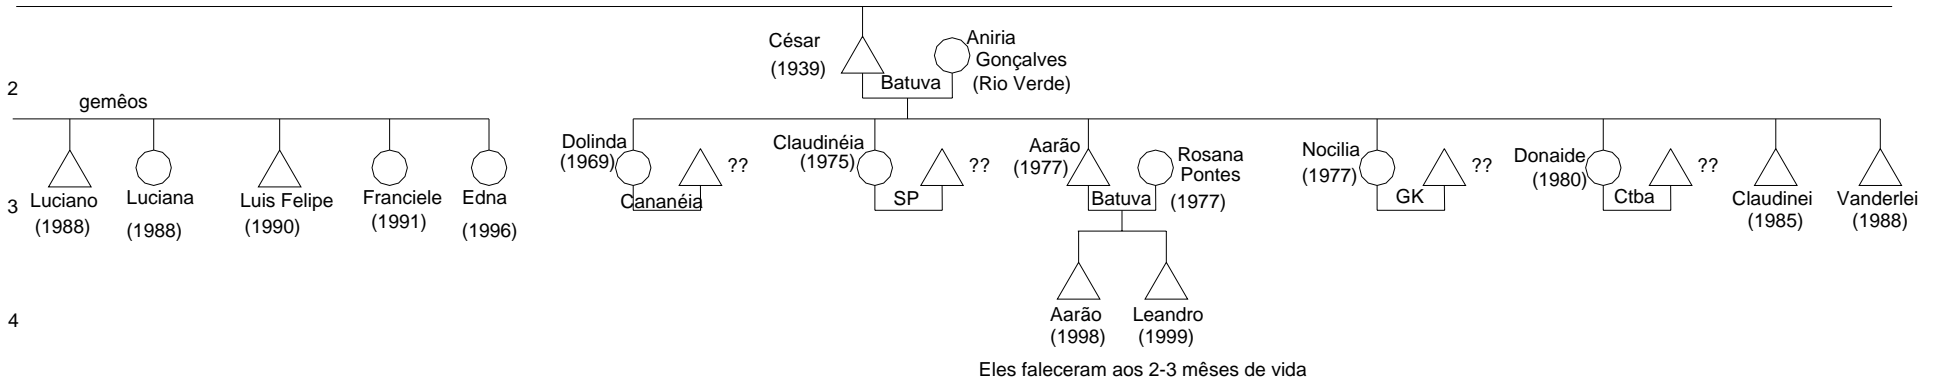 César
(1939)
Aniria
Gonçalves
(Rio Verde)
Batuva
2
gemêos
Luciano
(1988)
Luciana
(1988)
Luis Felipe
(1990)
Franciele
(1991)
Edna
(1996)
Dolinda
(1969)
??
Cananéia
Claudinéia
(1975)
??
SP
Aarão
(1977)
Rosana
Pontes
(1977)
Batuva
Nocilia
(1977)
??
GK
Donaide
(1980)
??
Ctba
Claudinei
(1985)
Vanderlei
(1988)
3
Aarão
(1998)
Leandro
(1999)
4
Eles faleceram aos 2-3 mêses de vida